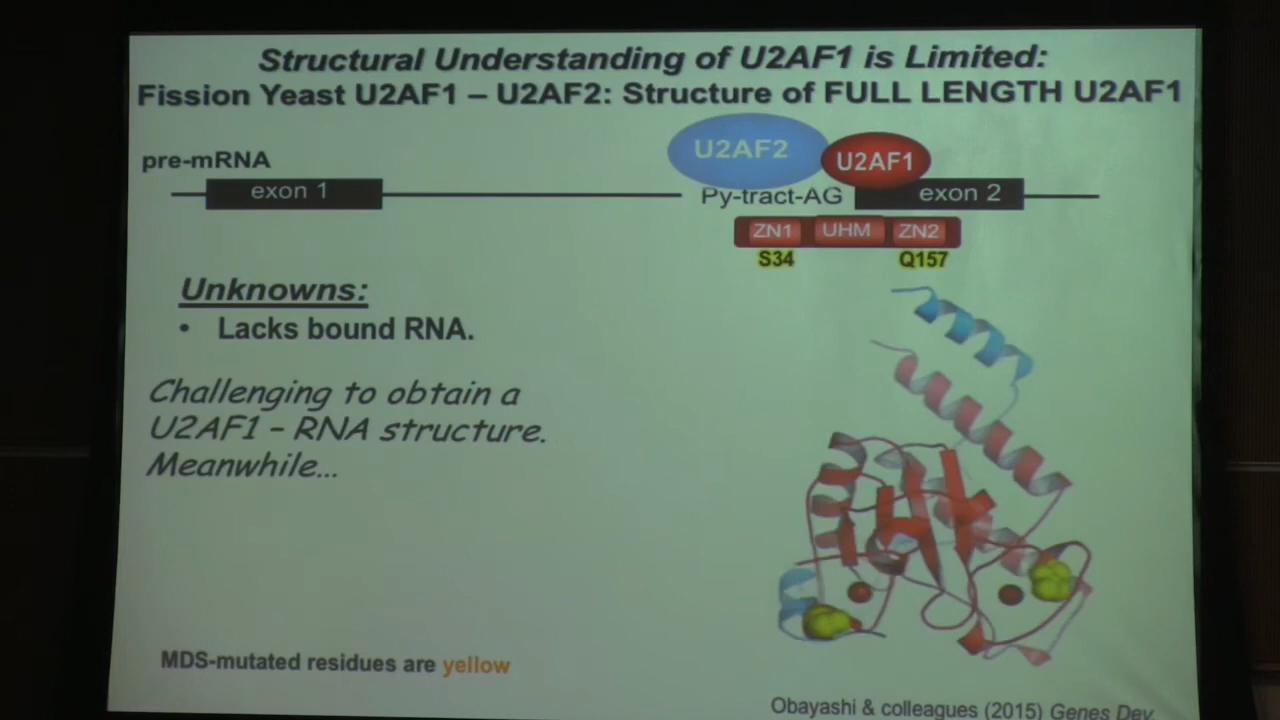 Structural Understanding of U2AF1 is Limited:
Fission Yeast U2AF1 – U2AF2: Structure of FULL LENGTH U2AF1
U2AF2
U2AF1
pre-mRNA
exon 1
Py-tract-AG
exon 2
ZN1
UHM
ZN2
S34
Q157
Unknowns:
• Lacks bound RNA.
Challenging to obtain a
U2AF1 – RNA structure.
Meanwhile...
MDS-mutated residues are yellow
Obayashi & colleagues (2015) Genes Dev.